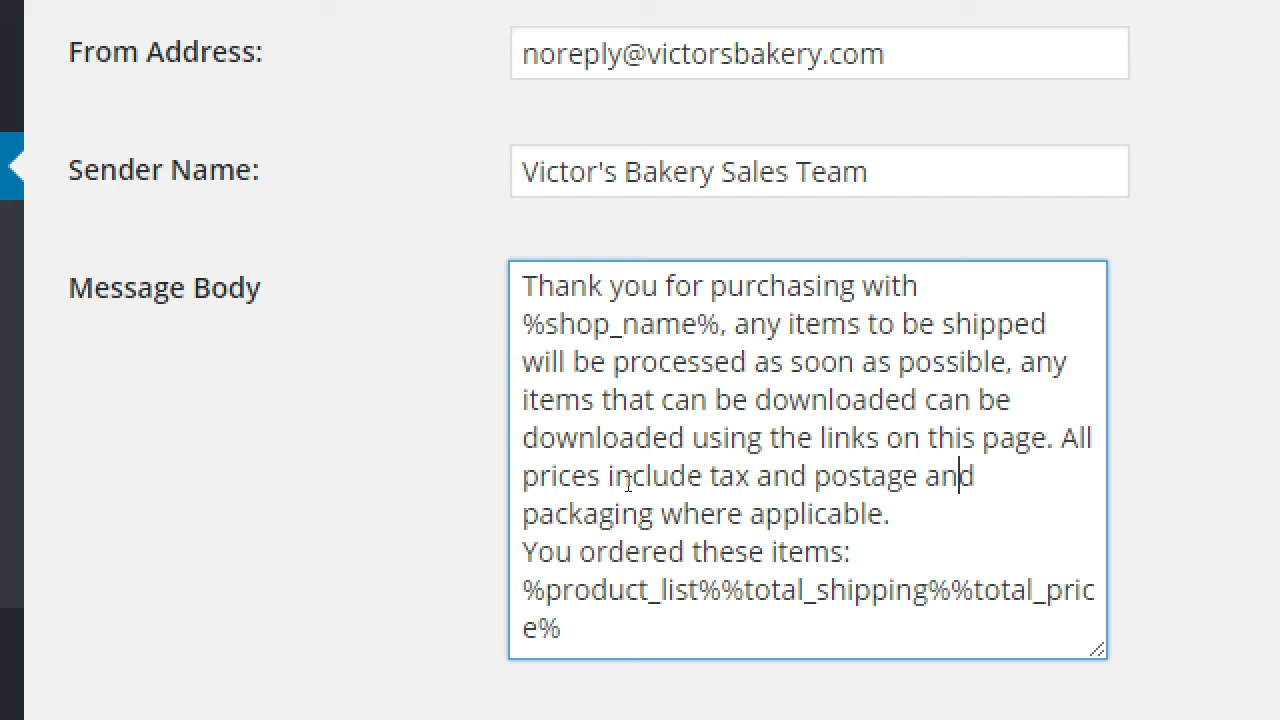 From Address:
noreply@victorsbakery.com
Sender Name:
Victor's Bakery Sales Team
Message Body
Thank you for purchasing with
%shop_name%, any items to be shipped
will be processed as soon as possible, any
items that can be downloaded can be
downloaded using the links on this page. All
prices include tax and postage and
packaging where applicable.
You ordered these items:
%product_list%%total_shipping%%total_pric
e%